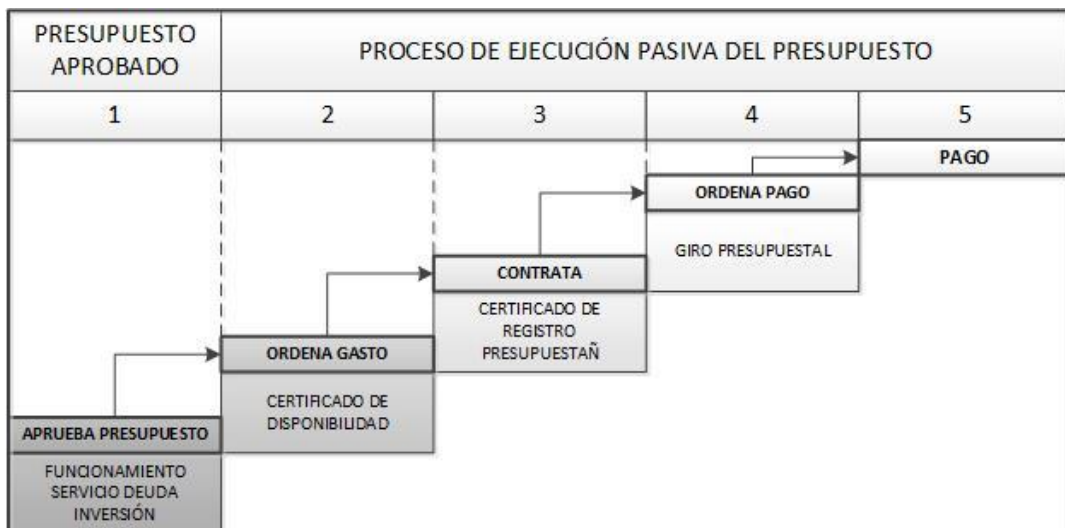 PRESUPUESTO
APROBADO
PROCESO DE EJECUCIÓN PASIVA DEL PRESUPUESTO
1
2
3
4
5
PAGO
ORDENA PAGO
GIRO PRESUPUESTAL
CONTRATA
CERTIFICADO DE
REGISTRO
PRESUPUESTAÑ
ORDENA GASTO
CERTIFICADO DE
DISPONIBILIDAD
APRUEBA PRESUPUESTO
FUNCIONAMIENTO
SERVICIO DEUDA
INVERSIÓN